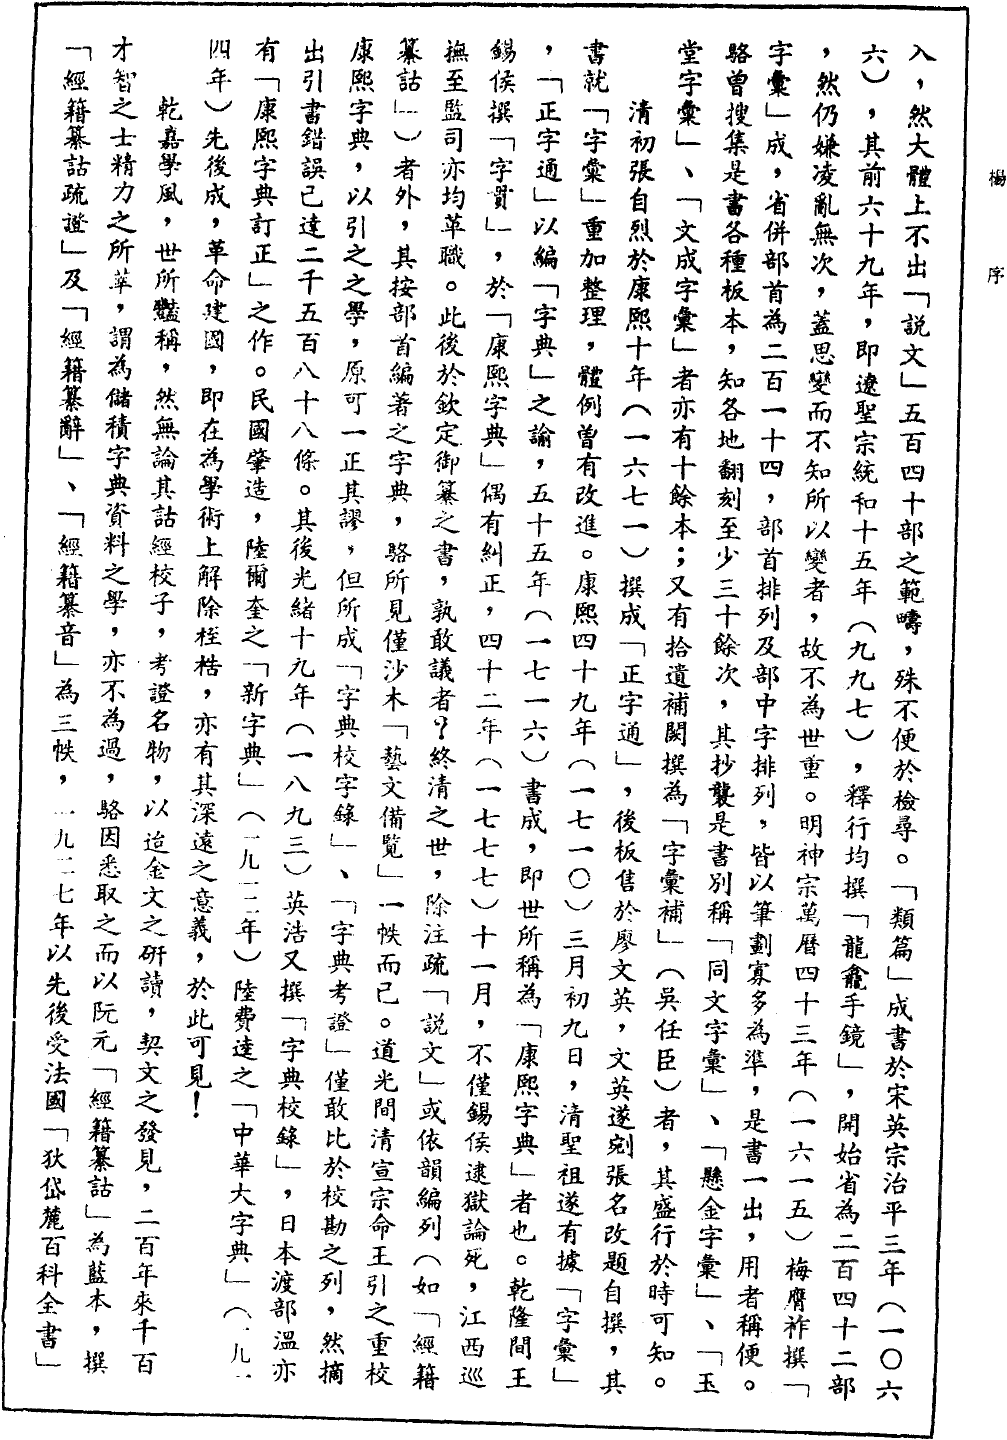 楊序
入，然大體上不出「説文」五百四十部之範疇，殊不便於檢尋。「類篇」成書於宋英宗治平三年（一〇六
六），其前六十九年，即遼聖宗統和十五年（九九七），釋行均撰「龍龕手鏡」，開始省為二百四十二部
，然仍嫌凌亂無次，蓋思變而不知所以變者，故不為世重。明神宗萬曆四十三年（一六一五）梅膺祚撰「
字彙」成，省併部首為二百一十四，部首排列及部中字排列，皆以筆劃寡多為準，是書一出，用者稱便。
駱曾搜集是書各種板本，知各地翻刻至少三十餘次，其抄襲是書別稱「同文字彙」、「懸金字彙」、「玉
堂字彙」、「文成字彙」者亦有十餘本；又有拾遺補闕撰為「字彙補」（吳任臣）者，其盛行於時可知。
清初張自烈於康熙十年（一六七一）撰成「正字通」，後板售於廖文英，文英遂剜張名改題自撰，其
書就「字彙」重加整理，體例曾有改進。康熙四十九年（一七一〇）三月初九日，清聖祖遂有據「字彙」
，「正字通」以編「字典」之諭，五十五年（一七一六）書成，即世所稱為「康熙字典」者也。乾隆間王
錫侯撰「字貫」，於「康熙字典」偶有糾正，四十二年（一七七七）十一月，不僅錫侯逮獄論死，江西巡
撫至監司亦均革職。此後於欽定御纂之書，孰敢議者？終清之世，除注疏「説文」或依韻編列（如「經籍
纂詁」）者外，其按部首編著之字典，駱所見僅沙木「藝文備覧」一帙而已。道光間清宣宗命王引之重校
康熙字典，以引之之學，原可一正其謬，但所成「字典校字錄」、「字典考證」僅敢比於校勘之列，然摘
出引書錯誤已達二千五百八十八條。其後光緒十九年（一八九三）英浩又撰「字典校錄」，日本渡部溫亦
有「康熙字典訂正」之作。民國肇造，陸爾奎之「新字典」（一九一二年）陸費逵之「中華大字典」（一九一
四年）先後成，革命建國，即在為學術上解除桎梏，亦有其深遠之意義，於此可見！
乾嘉學風，世所豔稱，然無論其詁經校子，考證名物，以迨金文之研讀，契文之發見，二百年來千百
才智之士精力之所萃，謂為儲積字典資料之學，亦不為過，駱因悉取之而以阮元「經籍纂詁」為藍本，撰
「經籍纂詁疏證」及「經籍纂辭」、「經籍纂音」為三帙，一九二七年以先後受法國「狄岱麓百科全書」